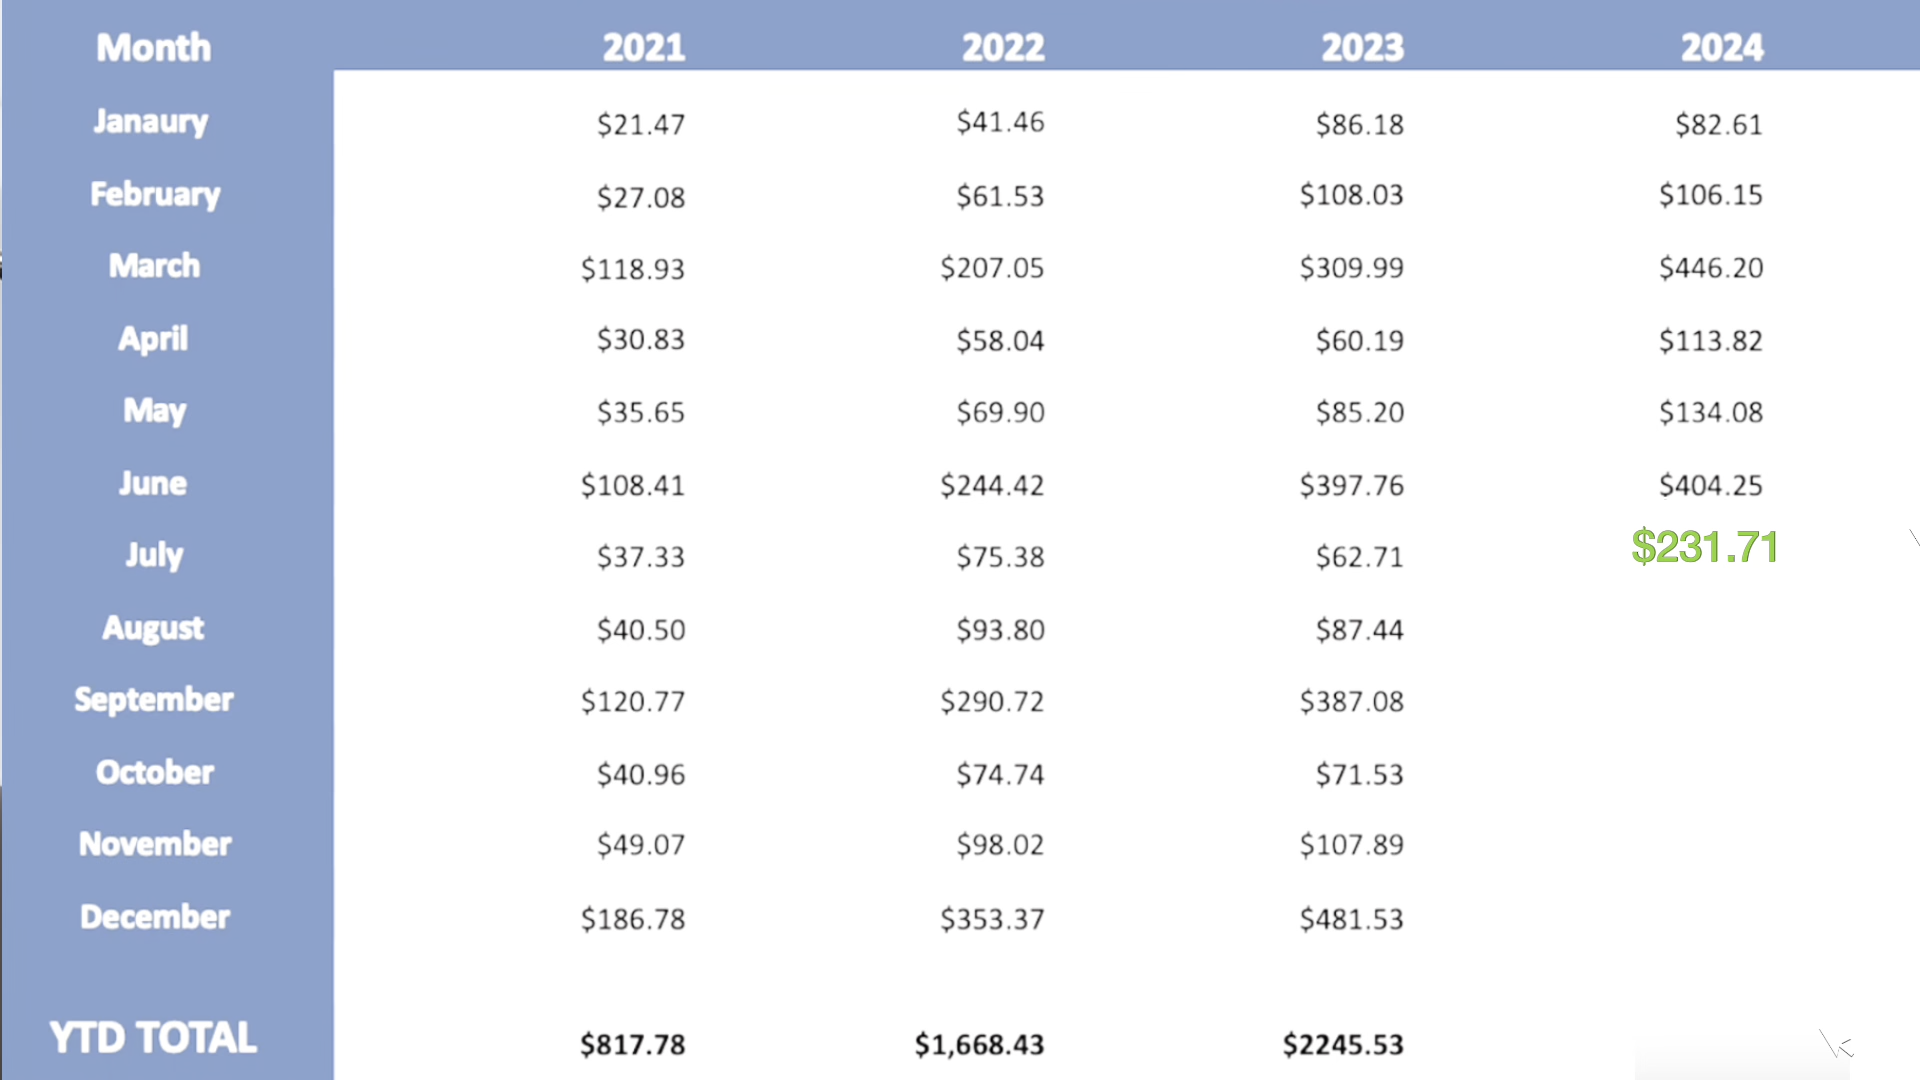 Month 2021 2022 2023 2024
Janaury $21.47 $41.46 $86.18 $82.61
February $27.08 $61.53 $108.03 $106.15
March $118.93 $207.05 $309.99 $446.20
April $30.83 $58.04 $60.19 $113.82
May $35.65 $69.90 $85.20 $134.08
June $108.41 $244.42 $397.76 $404.25
July $37.33 $75.38 $62.71 $231.71
August $40.50 $93.80 $87.44
September $120.77 $290.72 $387.08
October $40.96 $74.74 $71.53
November $49.07 $98.02 $107.89
December $186.78 $353.37 $481.53
YTD TOTAL $817.78 $1,668.43 $2245.53